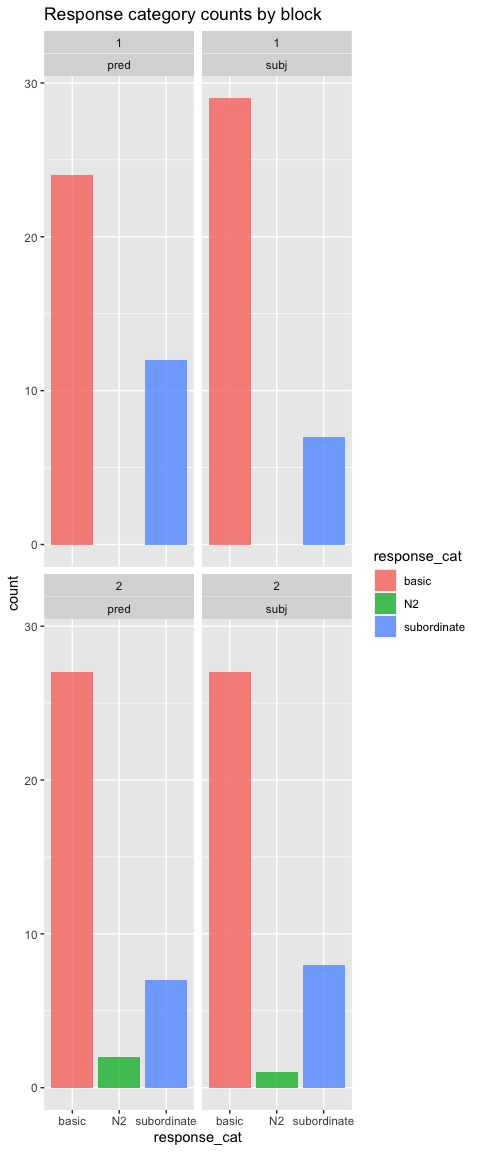 Response category counts by block
1 1
pred subj
30
20
10
0
2 2
pred subj
30
20
10
0
count
basic N2 subordinate basic N2 subordinate
response_cat
response_cat
basic
N2
subordinate